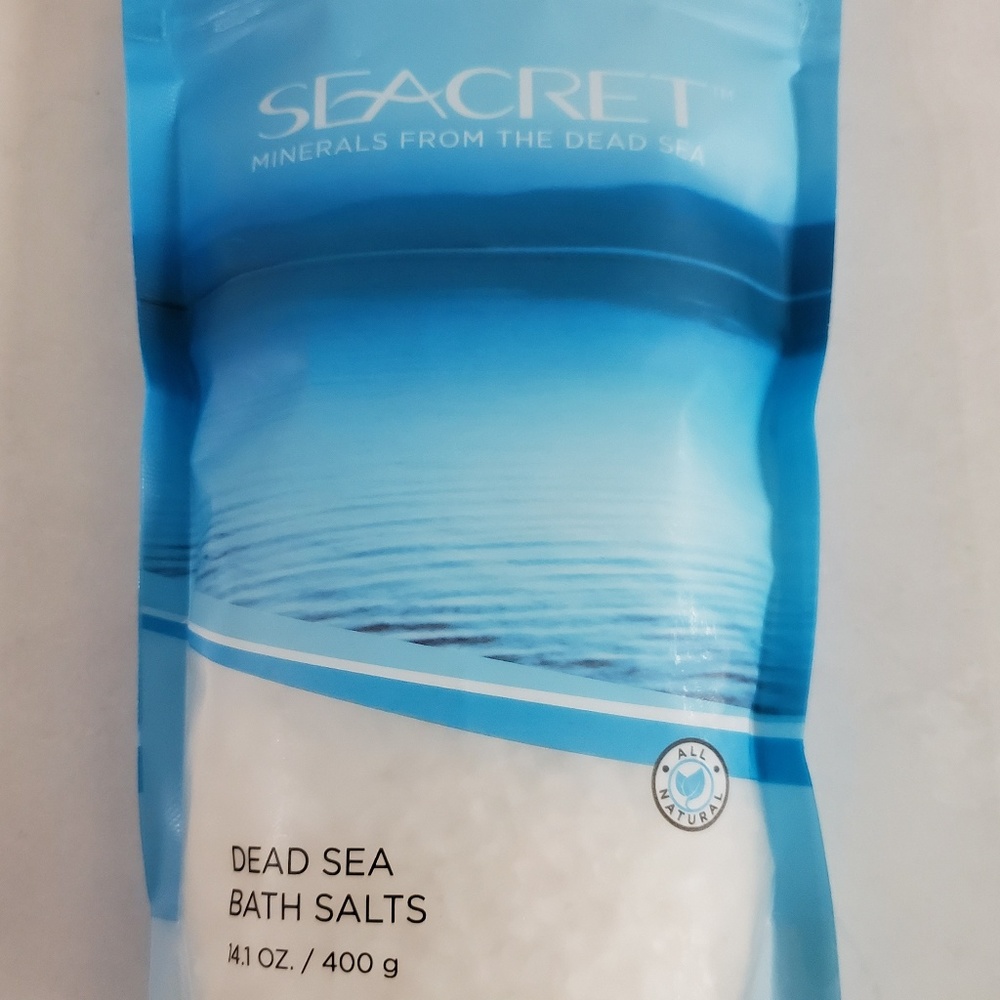 SEACRET™
MINERALS FROM THE DEAD SEA
ALL
NATURAL
DEAD SEA
BATH SALTS
14.1 OZ. / 400 g